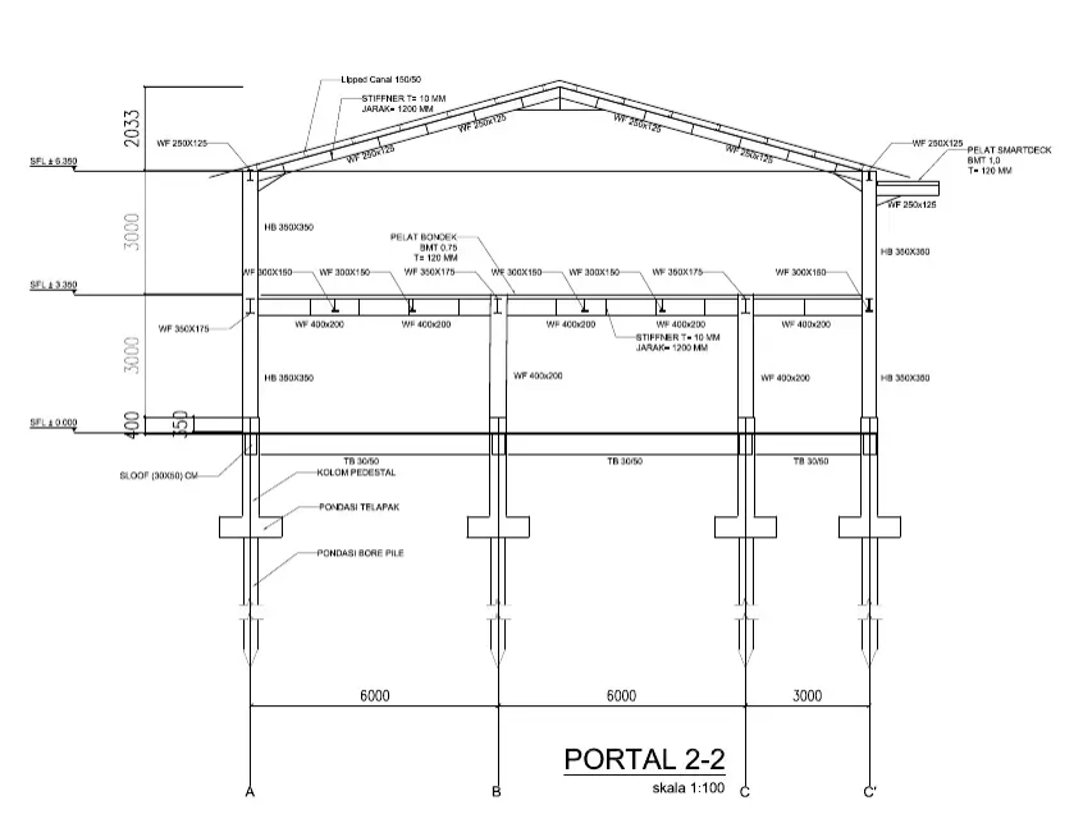 Lipped Canal 150/50
STIFFNER T= 10 MM
JARAK= 1200 MM
2033
WF 250X125
WF 250x125
WF 250x125
WF 250x125
WF 250x125
WF 250X125
PELAT SMARTDECK
BMT 1,0
T= 120 MM
SFL ± 6.350
WF 250x125
3000
HB 350X350
HB 350X350
PELAT BONDEK
BMT 0.75
T= 120 MM
SFL ± 3.350
WF 300X150
WF 300X150
WF 350X175
WF 300X150
WF 300X150
WF 350X175
WF 300X150
WF 350X175
WF 400x200
WF 400x200
WF 400x200
WF 400x200
WF 400x200
STIFFNER T= 10 MM
JARAK= 1200 MM
3000
HB 350X350
WF 400x200
WF 400x200
HB 350X350
SFL ± 0.000
400
350
TB 30/50
TB 30/50
TB 30/50
SLOOF (30X50) CM
KOLOM PEDESTAL
PONDASI TELAPAK
PONDASI BORE PILE
6000
6000
3000
PORTAL 2-2
skala 1:100
A
B
C
C'